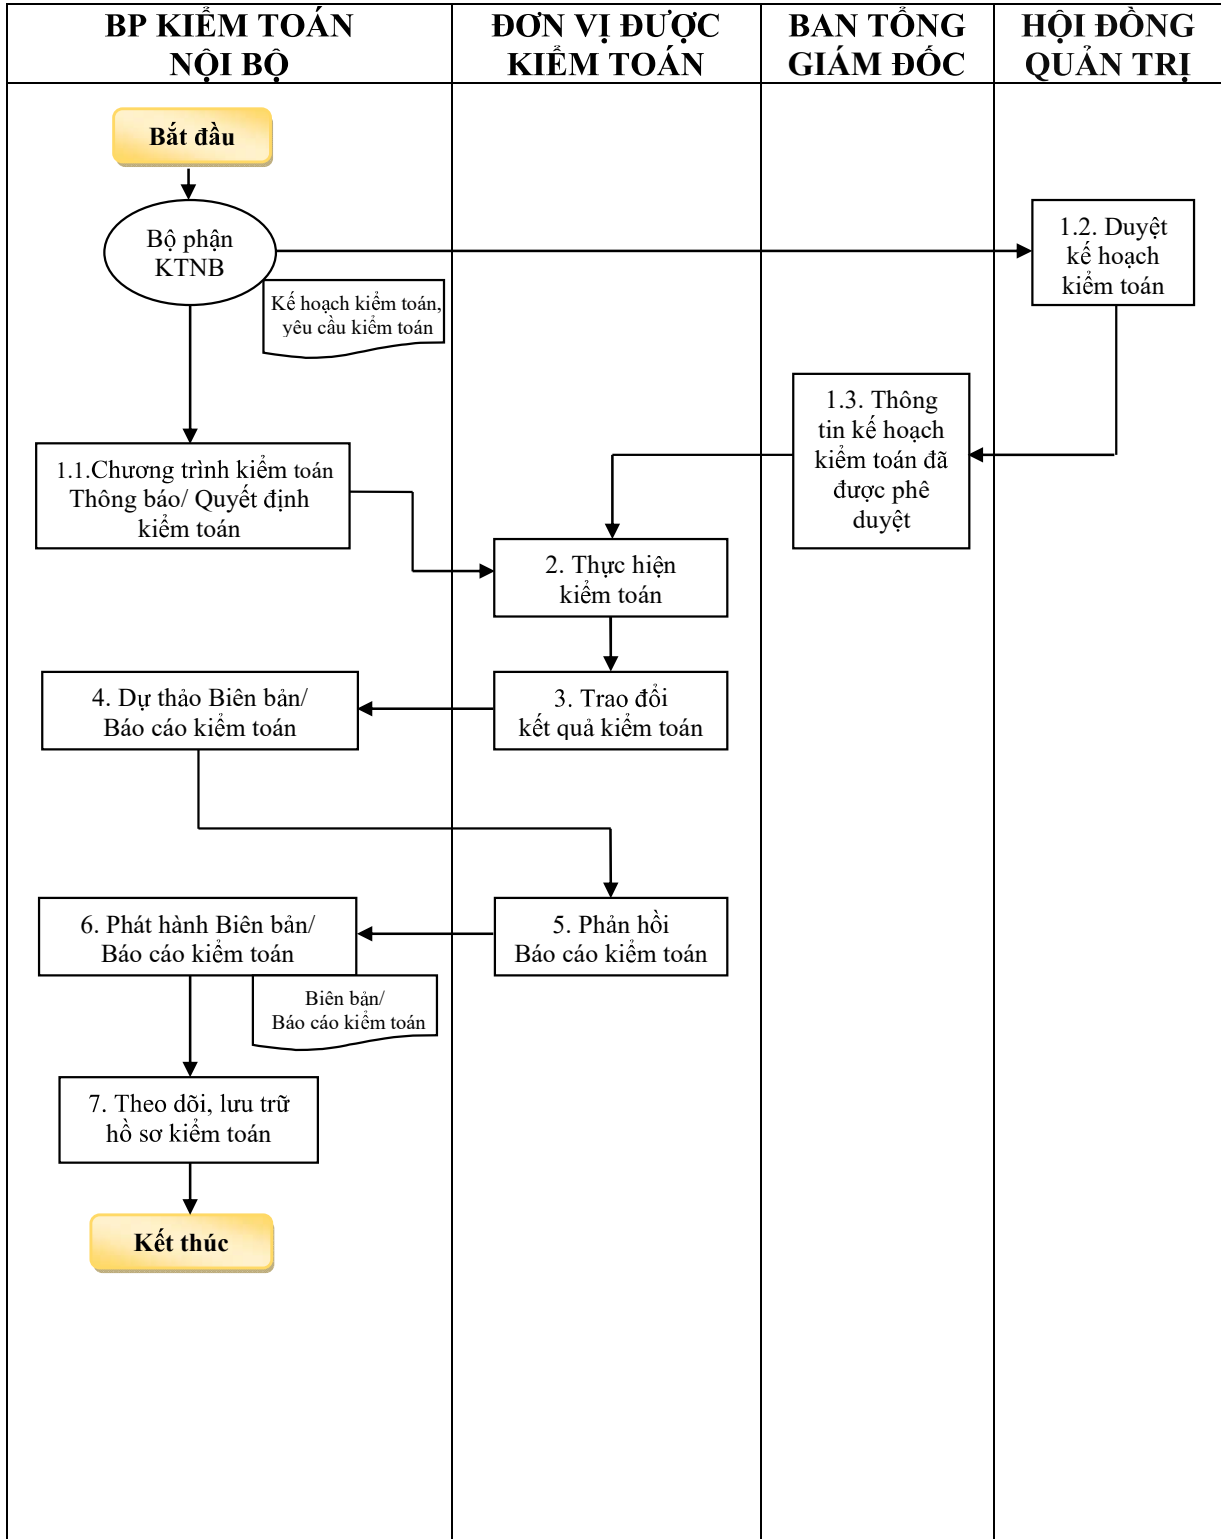 BP KIỂM TOÁN
NỘI BỘ
ĐƠN VỊ ĐƯỢC
KIỂM TOÁN
BAN TỔNG
GIÁM ĐỐC
HỘI ĐỒNG
QUẢN TRỊ
Bắt đầu
Bộ phận
KTNB
Kế hoạch kiểm toán,
yêu cầu kiểm toán
1.2. Duyệt
kế hoạch
kiểm toán
1.3. Thông
tin kế hoạch
kiểm toán đã
được phê
duyệt
1.1.Chương trình kiểm toán
Thông báo/ Quyết định
kiểm toán
2. Thực hiện
kiểm toán
4. Dự thảo Biên bản/
Báo cáo kiểm toán
3. Trao đổi
kết quả kiểm toán
6. Phát hành Biên bản/
Báo cáo kiểm toán
5. Phản hồi
Báo cáo kiểm toán
Biên bản/
Báo cáo kiểm toán
7. Theo dõi, lưu trữ
hồ sơ kiểm toán
Kết thúc